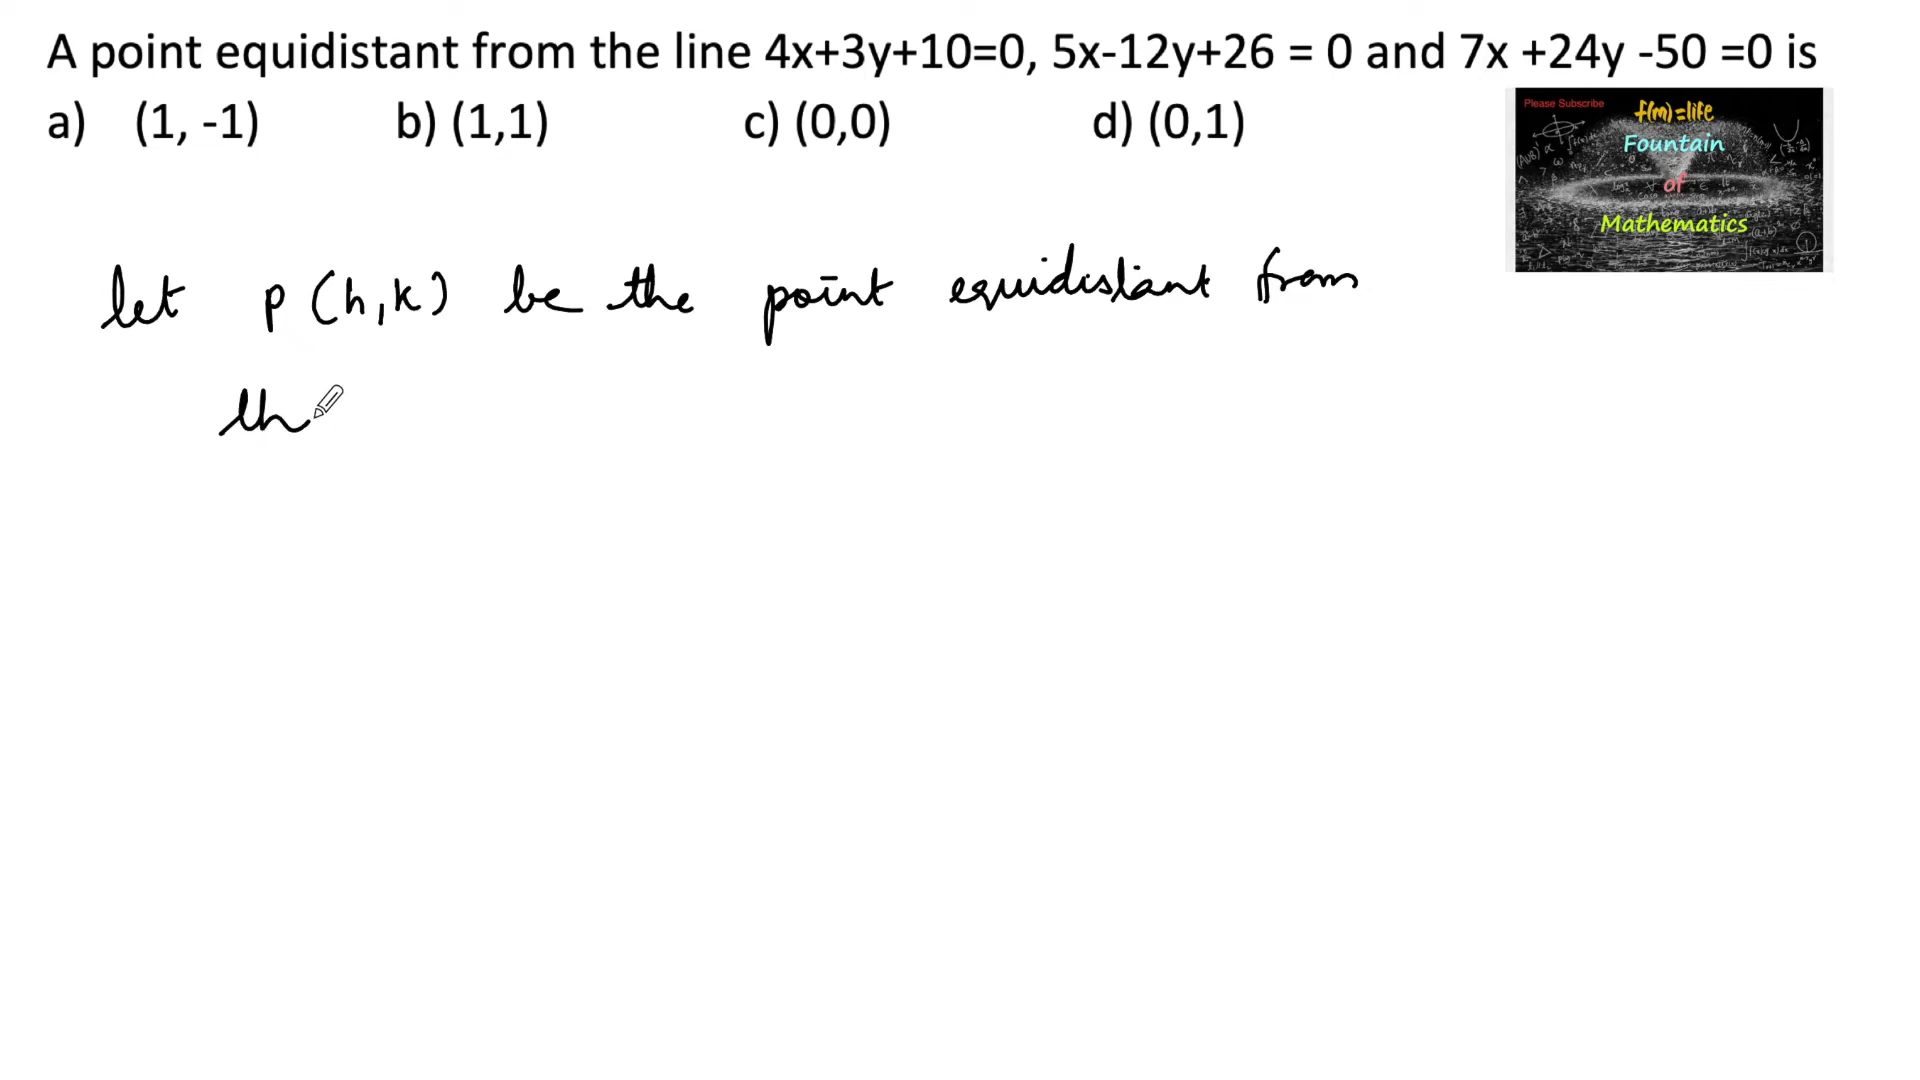 A point equidistant from the line 4x+3y+10=0, 5x-12y+26 = 0 and 7x +24y -50 =0 is
a) (1, -1) b) (1,1) c) (0,0) d) (0,1)
Please Subscribe
f(m)=life
Fountain
of
Mathematics
let p(h,k) be the point equidistant from
th